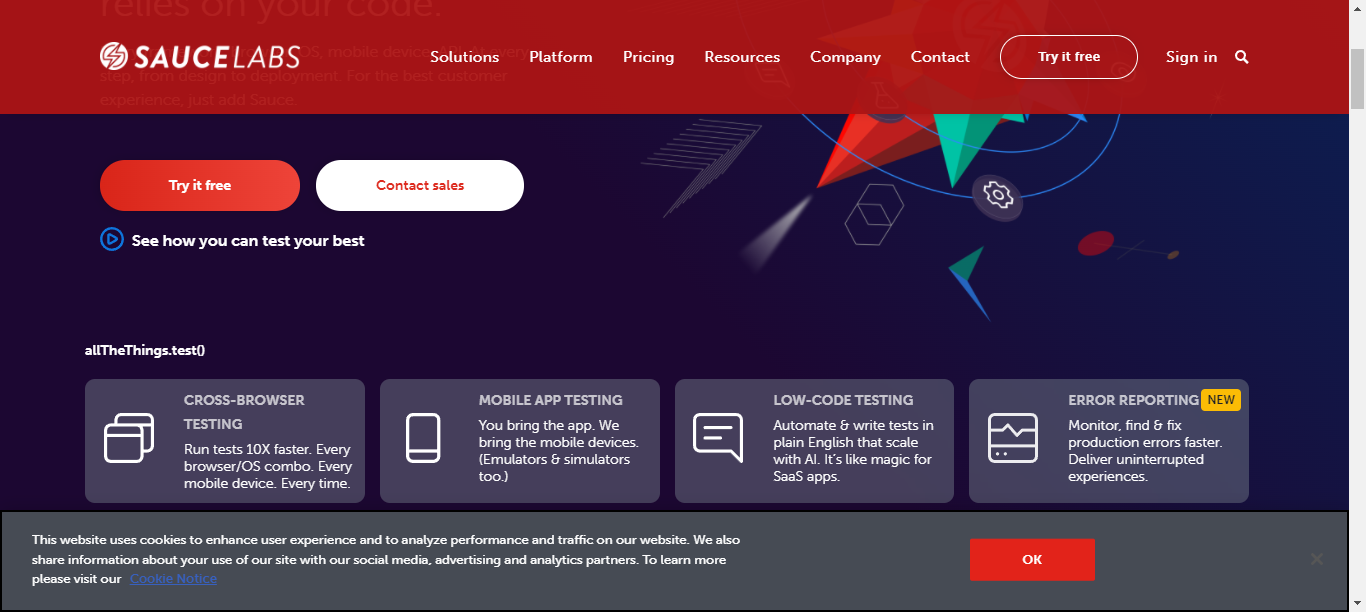 relies on your code.
SAUCELABS
OS, mobile device, API. At every
step, from design to deployment. For the best customer
experience, just add Sauce.
Solutions
Platform
Pricing
Resources
Company
Contact
Try it free
Sign in
Try it free
Contact sales
See how you can test your best
allTheThings.test()
CROSS-BROWSER
TESTING
Run tests 10X faster. Every
browser/OS combo. Every
mobile device. Every time.
MOBILE APP TESTING
You bring the app. We
bring the mobile devices.
(Emulators & simulators
too.)
LOW-CODE TESTING
Automate & write tests in
plain English that scale
with AI. It's like magic for
SaaS apps.
ERROR REPORTING NEW
Monitor, find & fix
production errors faster.
Deliver uninterrupted
experiences.
This website uses cookies to enhance user experience and to analyze performance and traffic on our website. We also
share information about your use of our site with our social media, advertising and analytics partners. To learn more
please visit our Cookie Notice
OK